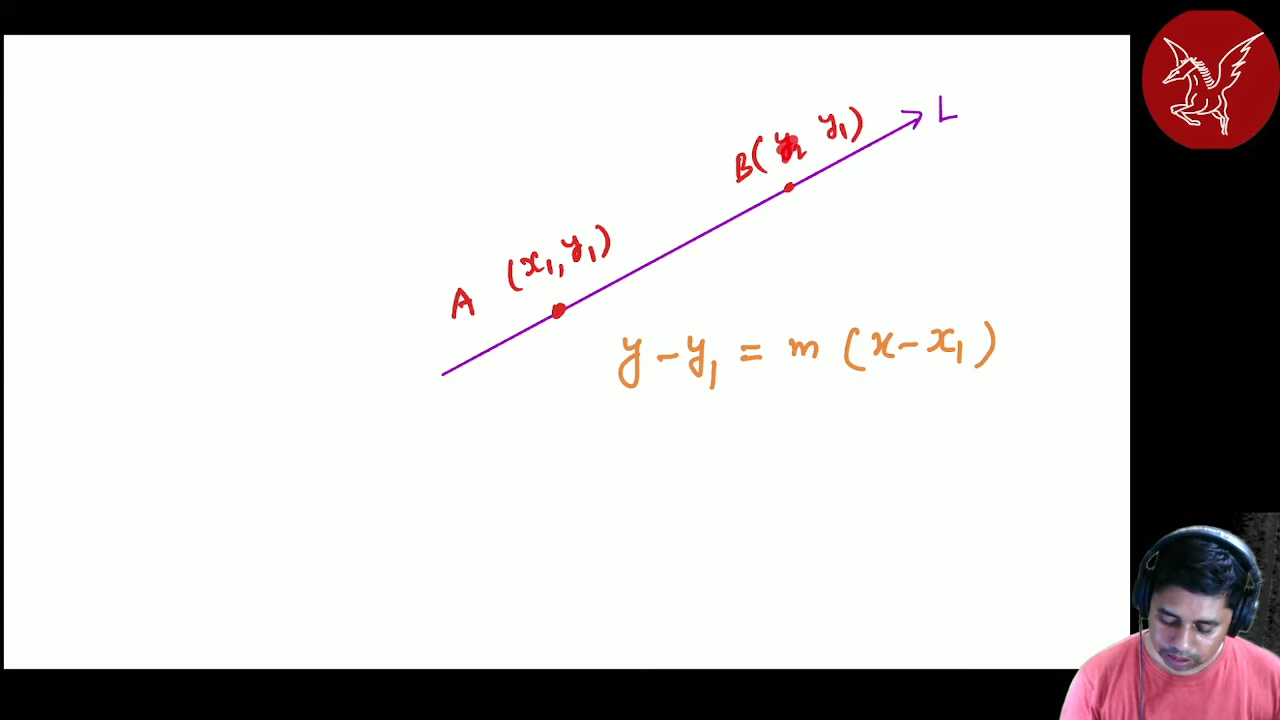 L
B( y₁)
A (x₁, y₁)
y - y₁ = m (x - x₁)